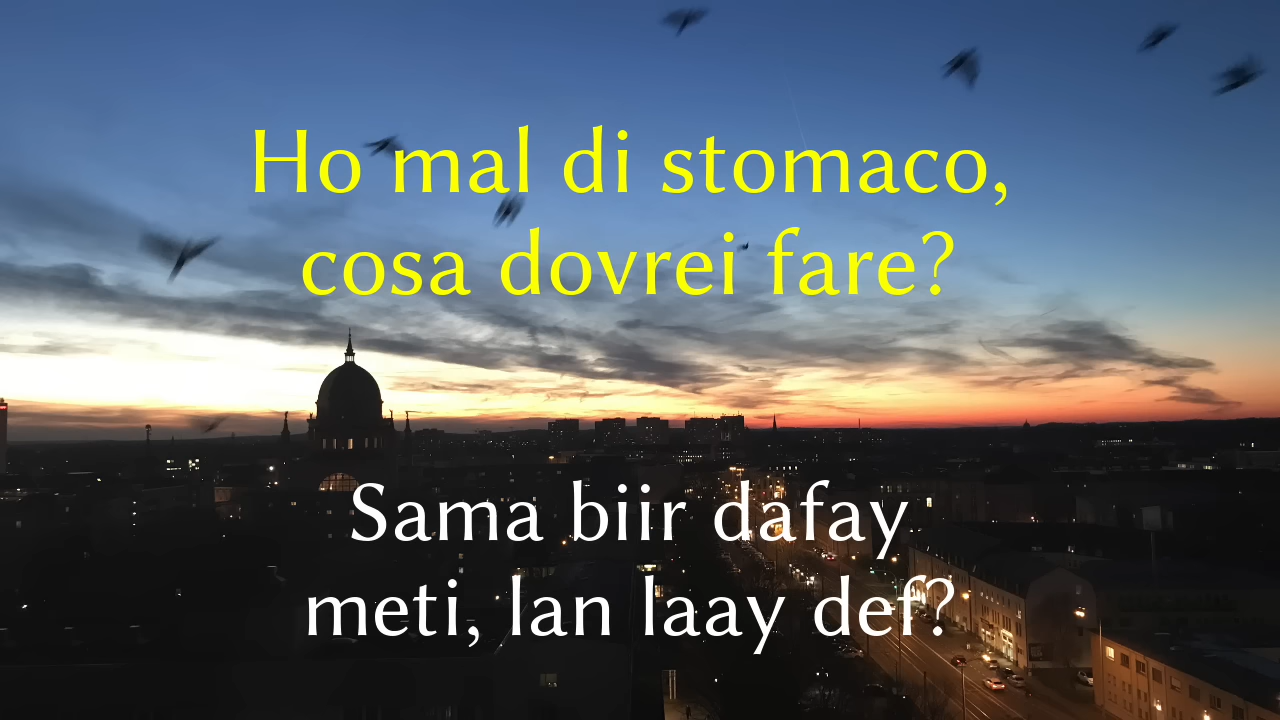 Ho mal di stomaco,
cosa dovrei fare?
Sama biir dafay
meti, lan laay def?